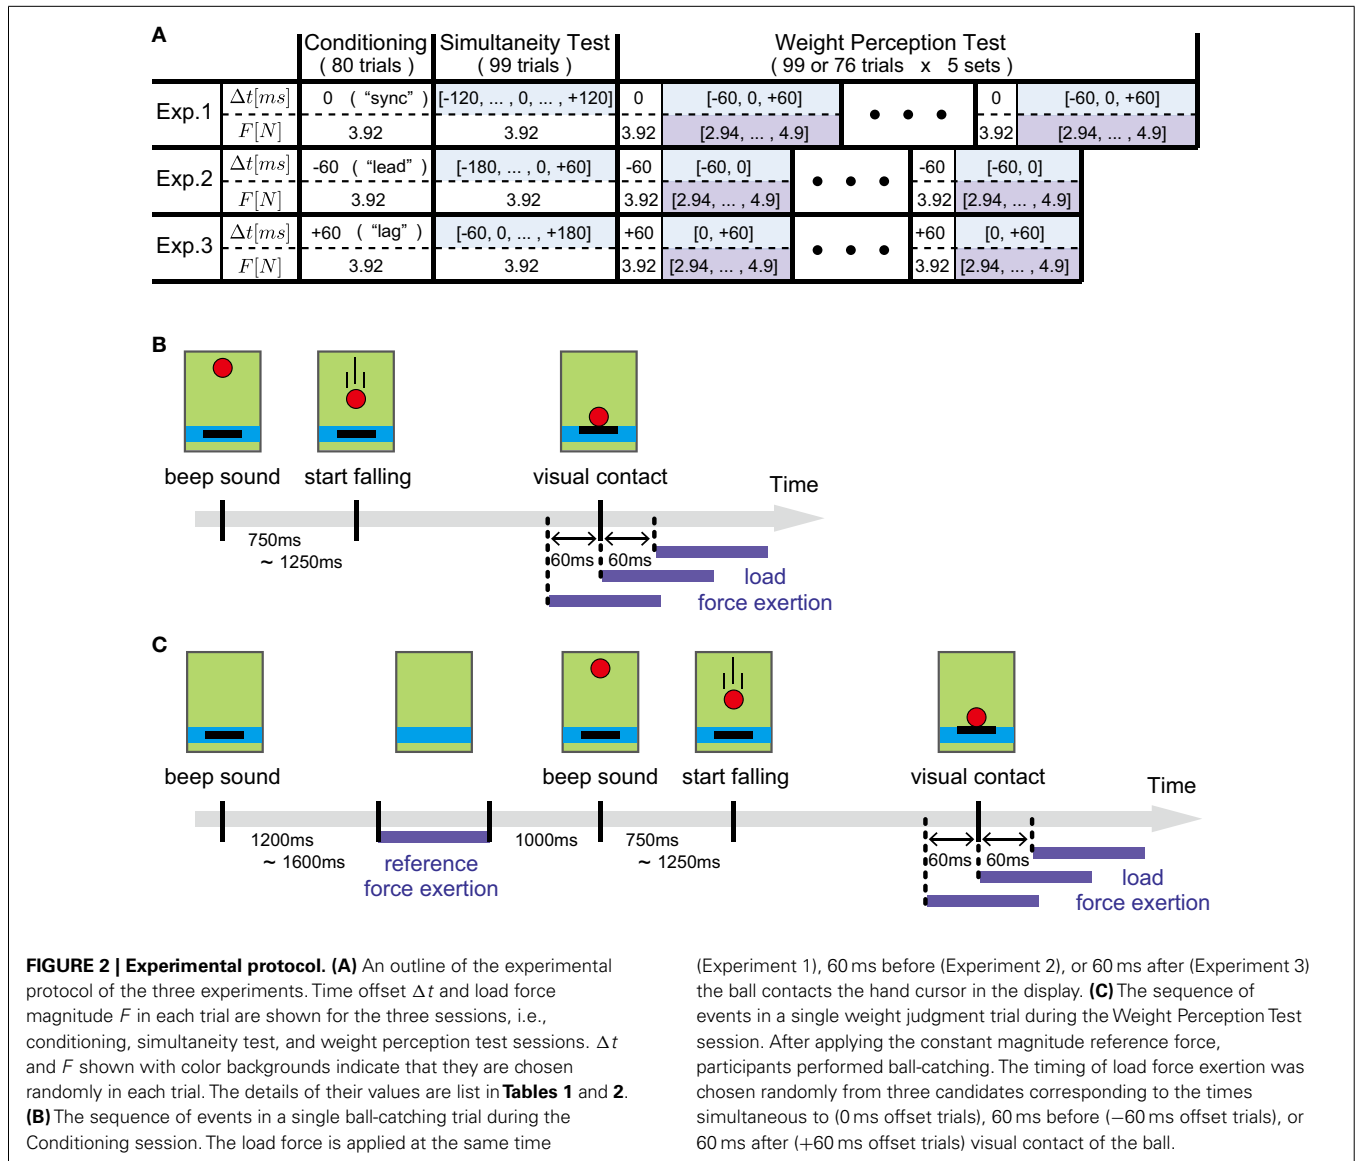 A
Conditioning Simultaneity Test Weight Perception Test
( 80 trials ) ( 99 trials ) ( 99 or 76 trials x 5 sets )
Exp.1 Δt[ms] 0 ( “sync” ) [-120, ... , 0, ... , +120] 0 [-60, 0, +60] • • • 0 [-60, 0, +60]
F[N] 3.92 3.92 3.92 [2.94, ... , 4.9] 3.92 [2.94, ... , 4.9]
Exp.2 Δt[ms] -60 ( “lead” ) [-180, ... , 0, +60] -60 [-60, 0] • • • -60 [-60, 0]
F[N] 3.92 3.92 3.92 [2.94, ... , 4.9] 3.92 [2.94, ... , 4.9]
Exp.3 Δt[ms] +60 ( “lag” ) [-60, 0, ... , +180] +60 [0, +60] • • • +60 [0, +60]
F[N] 3.92 3.92 3.92 [2.94, ... , 4.9] 3.92 [2.94, ... , 4.9]
B
beep sound start falling visual contact
Time
750ms
~ 1250ms
60ms 60ms
load
force exertion
C
beep sound beep sound start falling visual contact
Time
1200ms
~ 1600ms
reference
force exertion
1000ms
750ms
~ 1250ms
60ms 60ms
load
force exertion
FIGURE 2 | Experimental protocol. (A) An outline of the experimental
protocol of the three experiments. Time offset Δt and load force
magnitude F in each trial are shown for the three sessions, i.e.,
conditioning, simultaneity test, and weight perception test sessions. Δt
and F shown with color backgrounds indicate that they are chosen
randomly in each trial. The details of their values are list in Tables 1 and 2.
(B) The sequence of events in a single ball-catching trial during the
Conditioning session. The load force is applied at the same time
(Experiment 1), 60 ms before (Experiment 2), or 60 ms after (Experiment 3)
the ball contacts the hand cursor in the display. (C) The sequence of
events in a single weight judgment trial during the Weight Perception Test
session. After applying the constant magnitude reference force,
participants performed ball-catching. The timing of load force exertion was
chosen randomly from three candidates corresponding to the times
simultaneous to (0 ms offset trials), 60 ms before (−60 ms offset trials), or
60 ms after (+60 ms offset trials) visual contact of the ball.